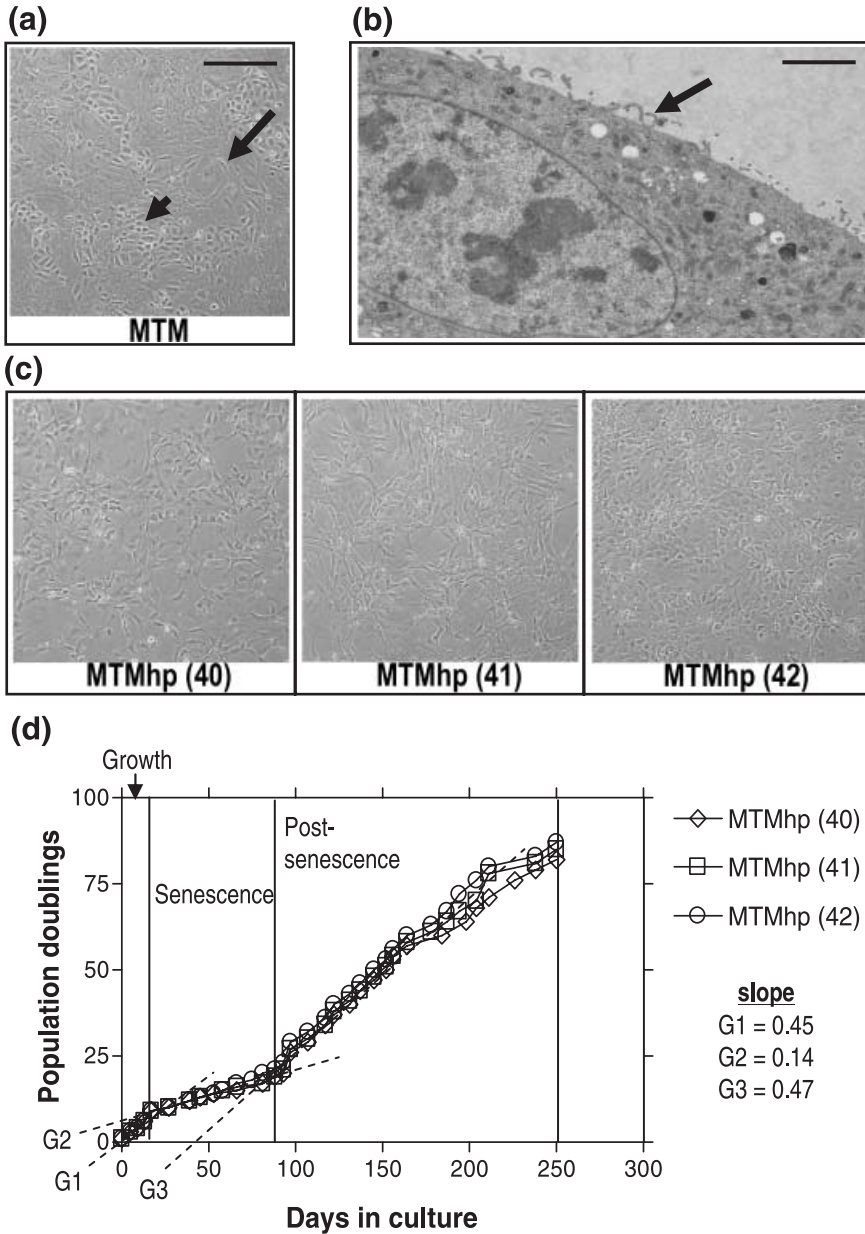 (a)
(b)
MTM
(c)
MTMhp (40)
MTMhp (41)
MTMhp (42)
(d)
Growth
100
75
50
25
0
Population doublings
Senescence
Post-
senescence
G2
G1
G3
0
50
100
150
200
250
300
Days in culture
MTMhp (40)
MTMhp (41)
MTMhp (42)
slope
G1 = 0.45
G2 = 0.14
G3 = 0.47